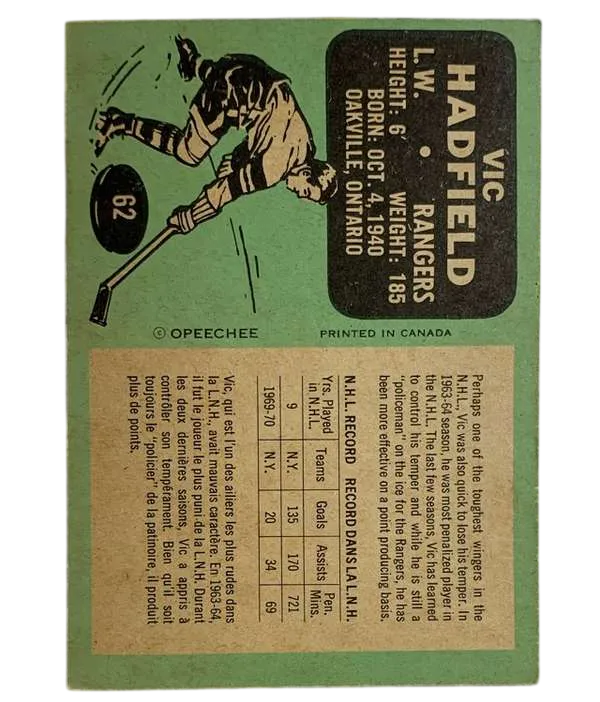 VIC
HADFIELD
L. W. • RANGERS
HEIGHT: 6' WEIGHT: 185
BORN: OCT. 4, 1940
OAKVILLE, ONTARIO
62
© OPEECHEE
PRINTED IN CANADA
Perhaps one of the toughest wingers in the
N.H.L., Vic was also quick to lose his temper. In
1963-64 season, he was most penalized player in
the N.H.L. The last few seasons, Vic has learned
to control his temper and while he is still a
"policeman" on the ice for the Rangers, he has
been more effective on a point producing basis.
N.H.L. RECORD RECORD DANS LA L.N.H.
Yrs. Played in N.H.L. Teams Goals Assists Pen. Mins.
9 N.Y. 135 170 721
1969-70 N.Y. 20 34 69
Vic, qui est l'un des ailiers les plus rudes dans
la L.N.H., avait mauvais caractère. En 1963-64,
il fut le joueur le plus puni de la L.N.H. Durant
les deux dernières saisons, Vic a appris à
contrôler son tempérament. Bien qu'il soit
toujours le "policier" de la patinoire, il produit
plus de points.